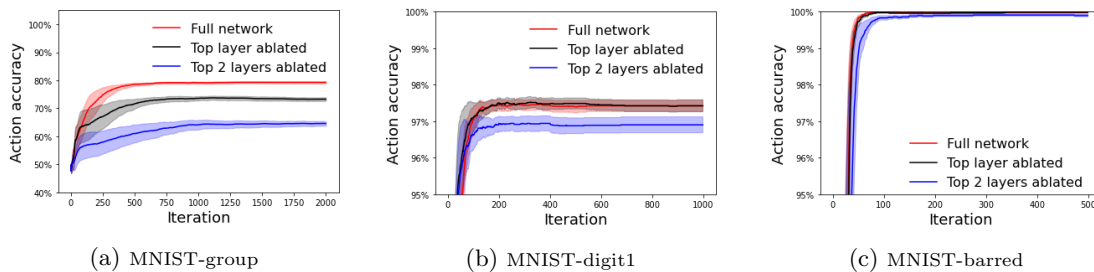 100%
90%
80%
70%
60%
50%
40%
Action accuracy
Full network
Top layer ablated
Top 2 layers ablated
0 250 500 750 1000 1250 1500 1750 2000
Iteration
(a) MNIST-group
100%
99%
98%
97%
96%
95%
Action accuracy
Full network
Top layer ablated
Top 2 layers ablated
0 200 400 600 800 1000
Iteration
(b) MNIST-digit1
100%
99%
98%
97%
96%
95%
Action accuracy
Full network
Top layer ablated
Top 2 layers ablated
0 100 200 300 400 500
Iteration
(c) MNIST-barred